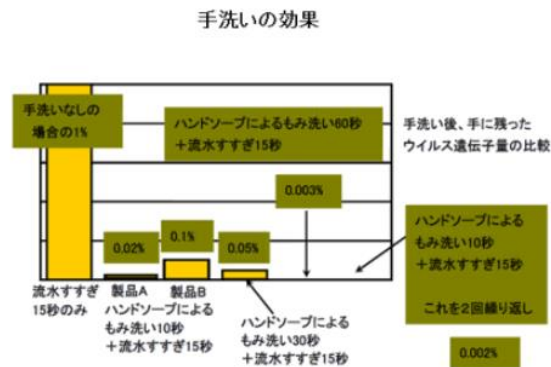 手洗いの効果
手洗いなしの
場合の1%
ハンドソープによるもみ洗い60秒
+流水すすぎ15秒
手洗い後、手に残った
ウイルス遺伝子量の比較
0.003%
0.02%
0.1%
0.05%
ハンドソープによる
もみ洗い10秒
+流水すすぎ15秒
これを2回繰り返し
0.002%
流水すすぎ
15秒のみ
製品A 製品B
ハンドソープによる
もみ洗い10秒
+流水すすぎ15秒
ハンドソープによる
もみ洗い30秒
+流水すすぎ15秒